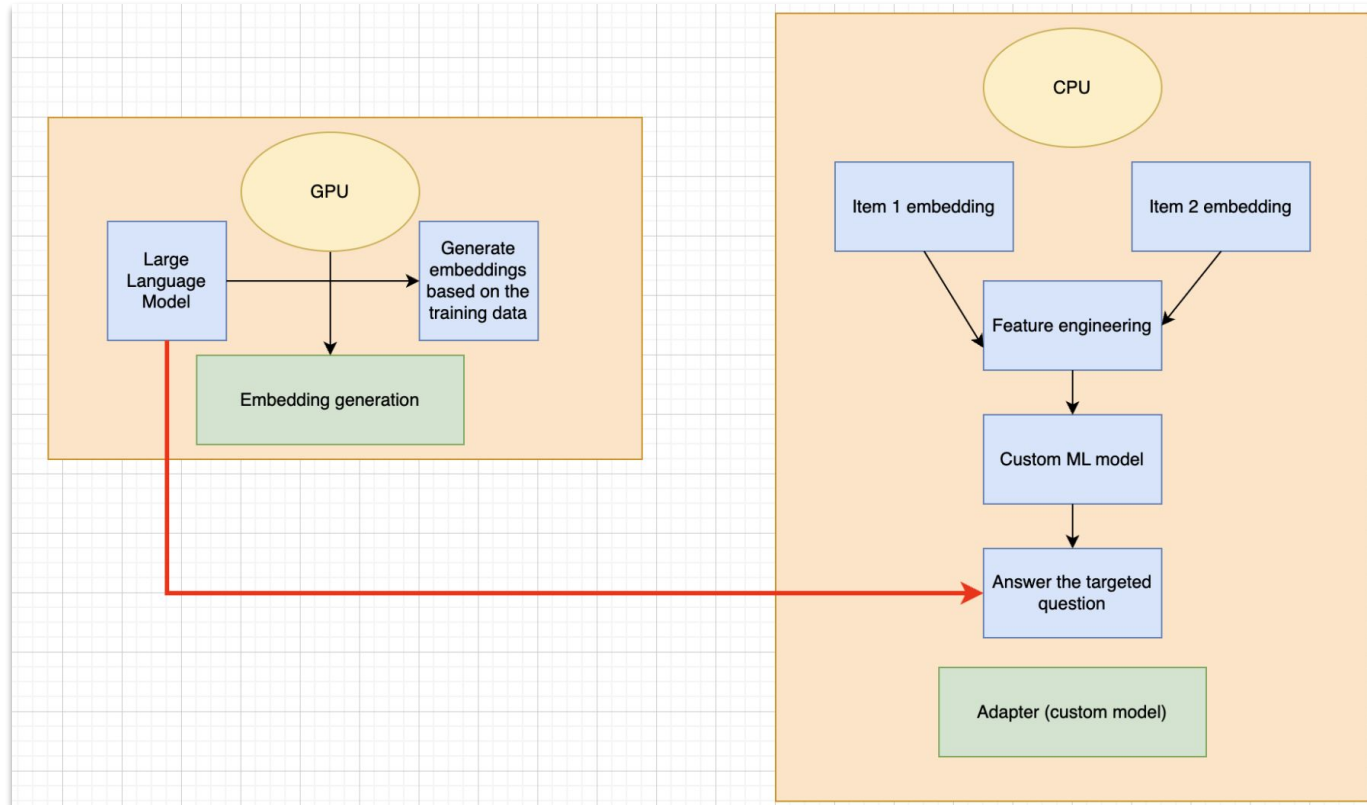 GPU
Large
Language
Model
Generate
embeddings
based on the
training data
Embedding generation
CPU
Item 1 embedding
Item 2 embedding
Feature engineering
Custom ML model
Answer the targeted
question
Adapter (custom model)